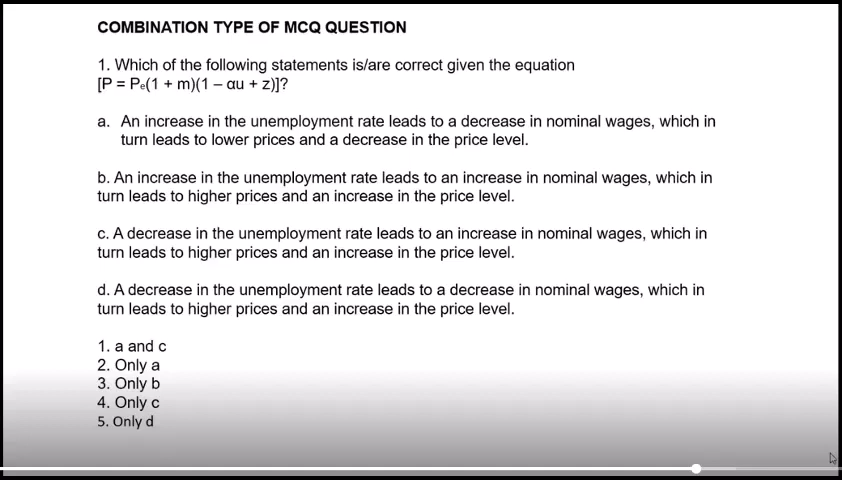 COMBINATION TYPE OF MCQ QUESTION
1. Which of the following statements is/are correct given the equation
[P = Pe(1 + m)(1 – αu + z)]?
a. An increase in the unemployment rate leads to a decrease in nominal wages, which in
turn leads to lower prices and a decrease in the price level.
b. An increase in the unemployment rate leads to an increase in nominal wages, which in
turn leads to higher prices and an increase in the price level.
c. A decrease in the unemployment rate leads to an increase in nominal wages, which in
turn leads to higher prices and an increase in the price level.
d. A decrease in the unemployment rate leads to a decrease in nominal wages, which in
turn leads to higher prices and an increase in the price level.
1. a and c
2. Only a
3. Only b
4. Only c
5. Only d